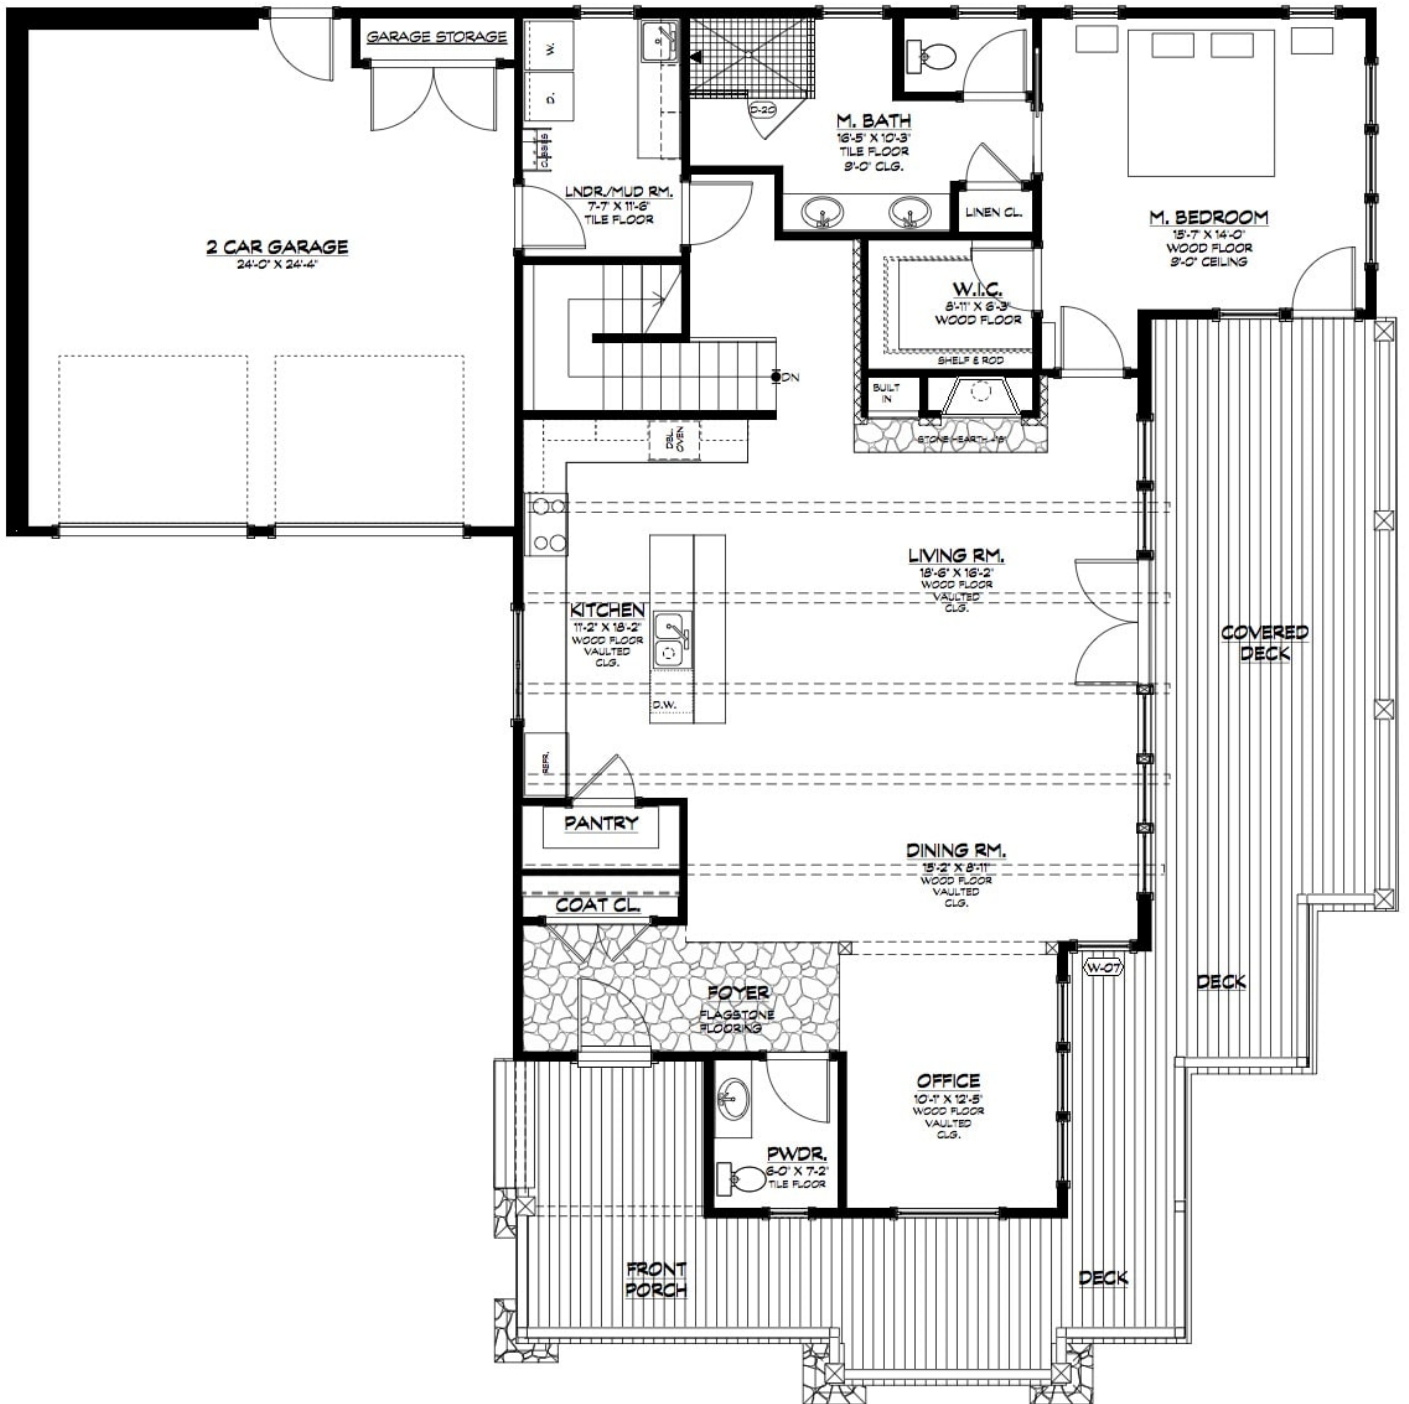 GARAGE STORAGE
W.
D.
CUBBIES
D-20
M. BATH
16'-5" X 10'-3"
TILE FLOOR
9'-0" CLG.
LNDR./MUD RM.
7'-7" X 11'-6"
TILE FLOOR
LINEN CL.
M. BEDROOM
15'-7" X 14'-0"
WOOD FLOOR
9'-0" CEILING
2 CAR GARAGE
24'-0" X 24'-4"
W.I.C.
8'-11" X 6'-3"
WOOD FLOOR
SHELF & ROD
DN
BUILT
IN
DBL.
OVEN
STONE HEARTH +18"
LIVING RM.
18'-6" X 16'-2"
WOOD FLOOR
VAULTED
CLG.
KITCHEN
11'-2" X 18'-2"
WOOD FLOOR
VAULTED
CLG.
COVERED
DECK
D.W.
REFR.
PANTRY
DINING RM.
15'-2" X 8'-11"
WOOD FLOOR
VAULTED
CLG.
COAT CL.
W-07
DECK
FOYER
FLAGSTONE
FLOORING
OFFICE
10'-1" X 12'-5"
WOOD FLOOR
VAULTED
CLG.
PWDR.
6'-0" X 7'-2"
TILE FLOOR
FRONT
PORCH
DECK